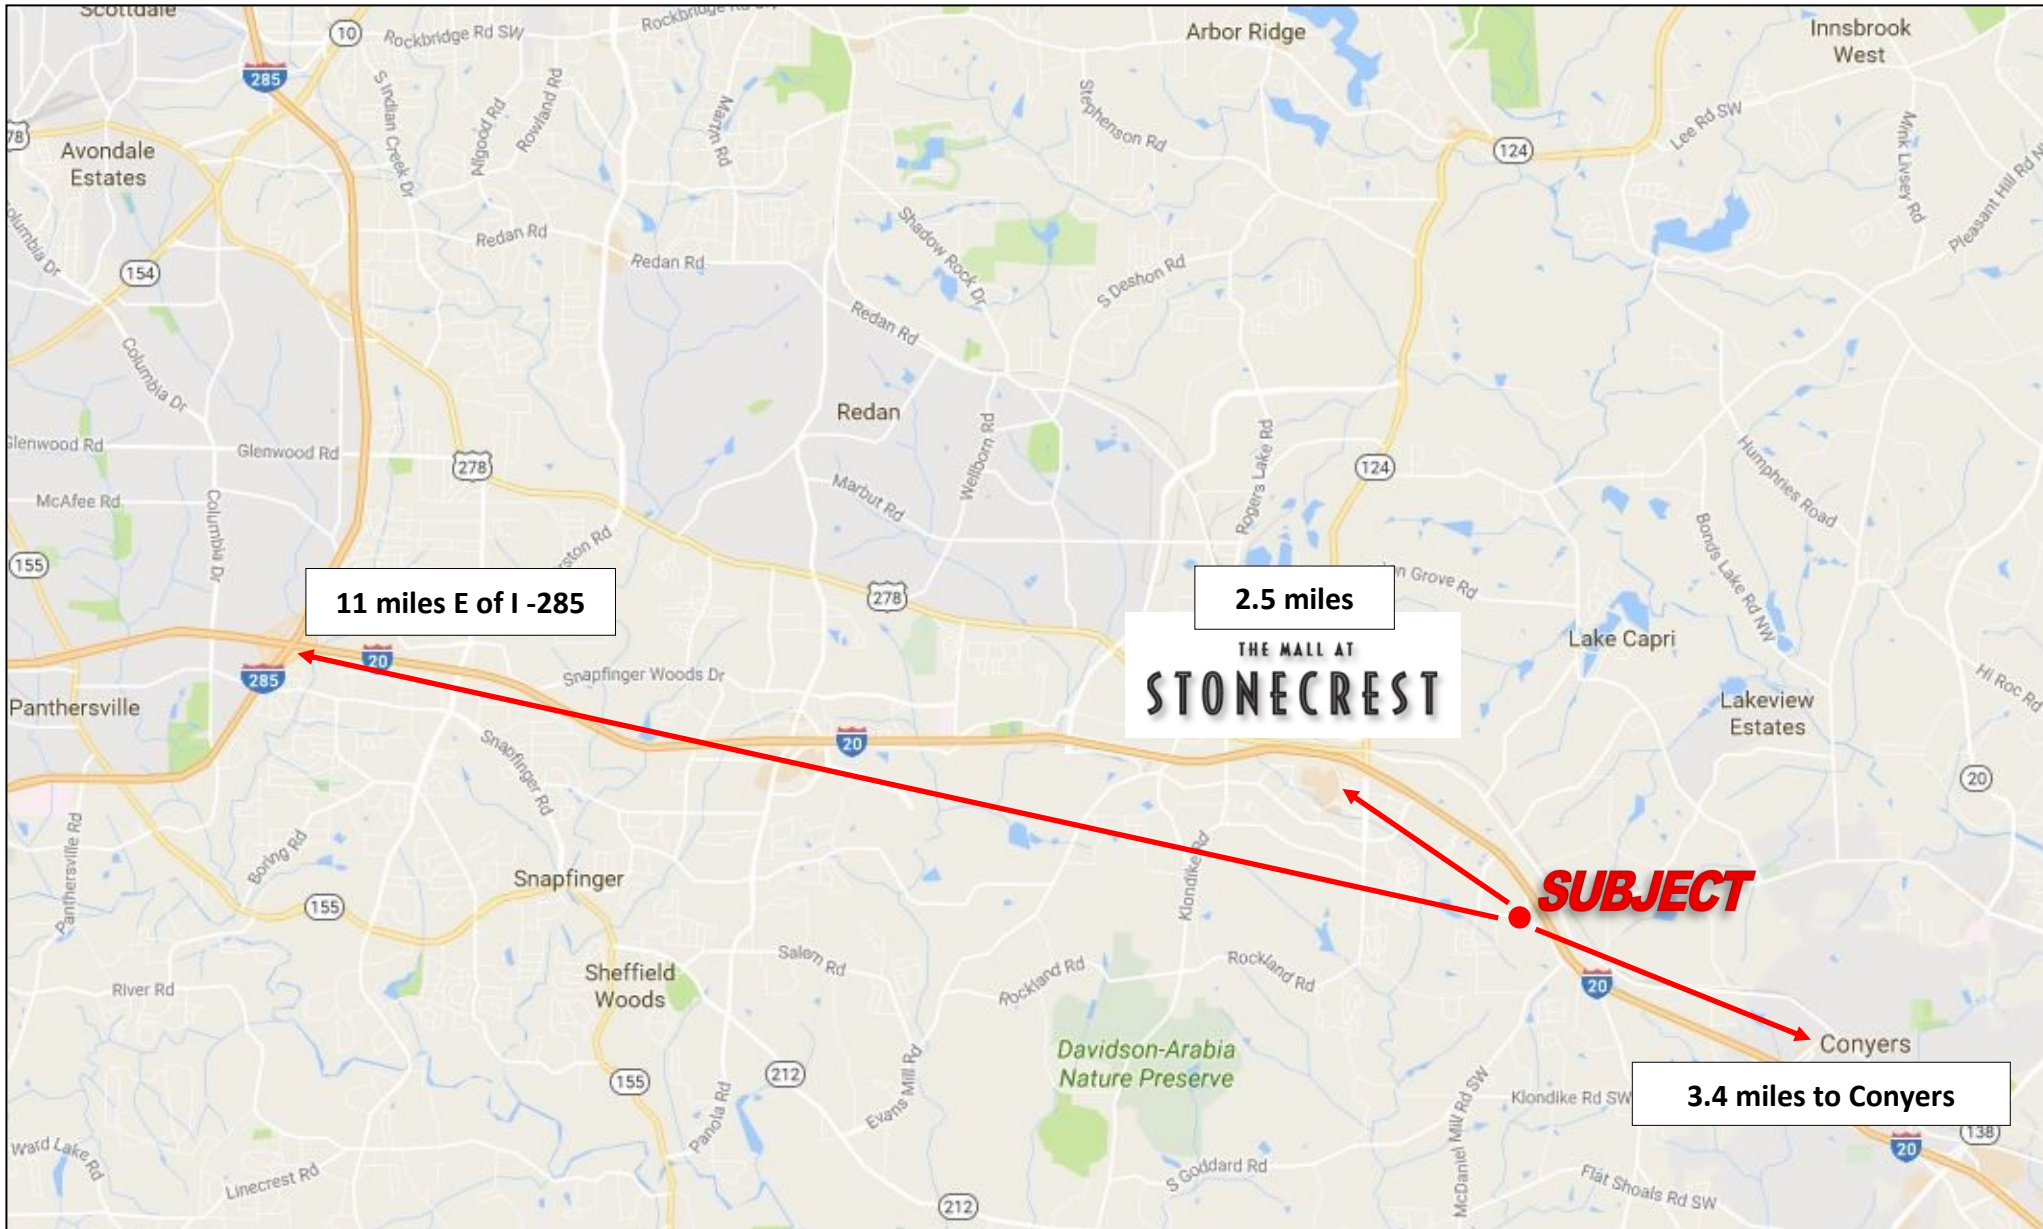 Scottdale
10
Rockbridge Rd SW
Arbor Ridge
Innsbrook
West
285
S Indian Creek Dr
Allgood Rd
Rowland Rd
Martin Rd
Stephenson Rd
124
Lee Rd SW
Mink Livsey Rd
Pleasant Hill Rd
78
Avondale
Estates
Columbia Dr
154
Redan Rd
Redan Rd
Shadow Rock Dr
S Deshon Rd
Redan Rd
Columbia Dr
Redan
Glenwood Rd
Glenwood Rd
278
Wellborn Rd
Rogers Lake Rd
124
Humphries Road
McAfee Rd
Columbia Dr
Marbut Rd
Bonds Lake Rd NW
155
11 miles E of I -285
278
2.5 miles
Grove Rd
THE MALL AT
STONECREST
Lake Capri
20
285
Snapfinger Woods Dr
Hi Roc Rd
Panthersville
Lakeview
Estates
20
Snapfinger Rd
20
Panthersville Rd
Boring Rd
Klondike Rd
Snapfinger
SUBJECT
155
Sheffield
Woods
Salem Rd
Rockland Rd
Rockland Rd
20
River Rd
Conyers
Davidson-Arabia
Nature Preserve
155
212
Evans Mill Rd
Panola Rd
McDaniel Mill Rd SW
Klondike Rd SW
3.4 miles to Conyers
138
20
Ward Lake Rd
Linecrest Rd
S Goddard Rd
Flat Shoals Rd SW
212